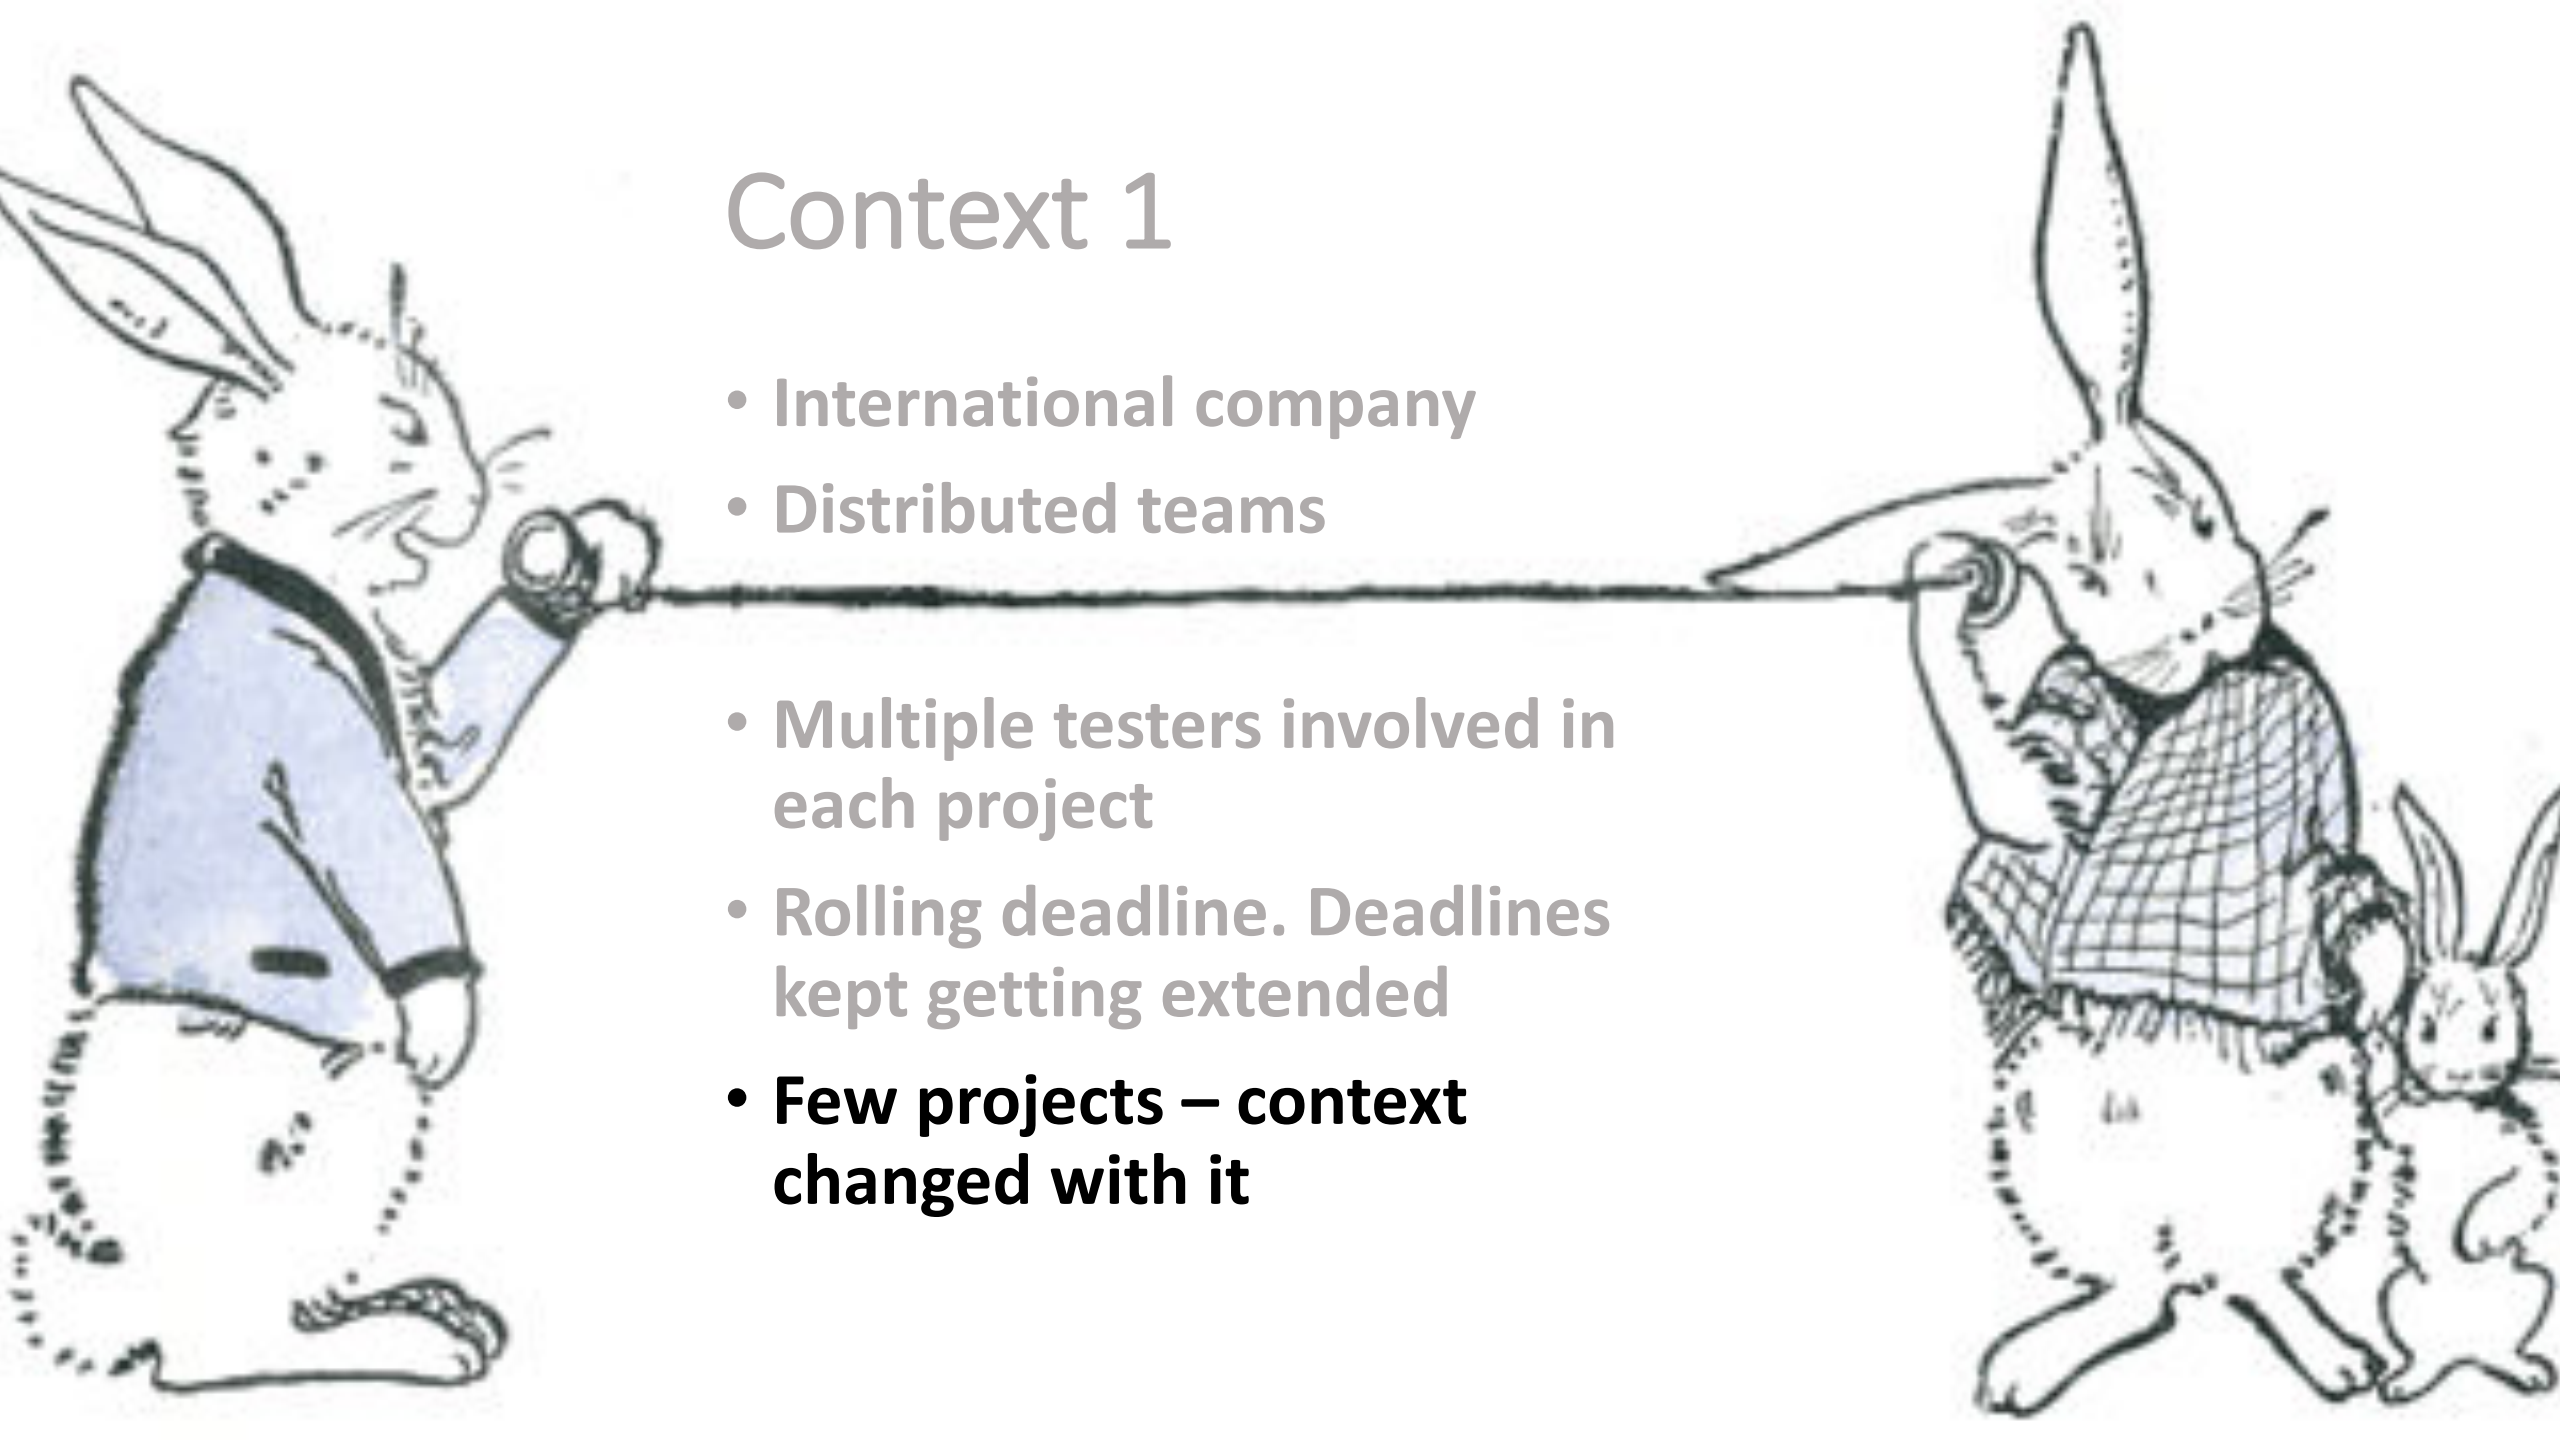 Context 1
• International company
• Distributed teams
• Multiple testers involved in
each project
• Rolling deadline. Deadlines
kept getting extended
• Few projects – context
changed with it